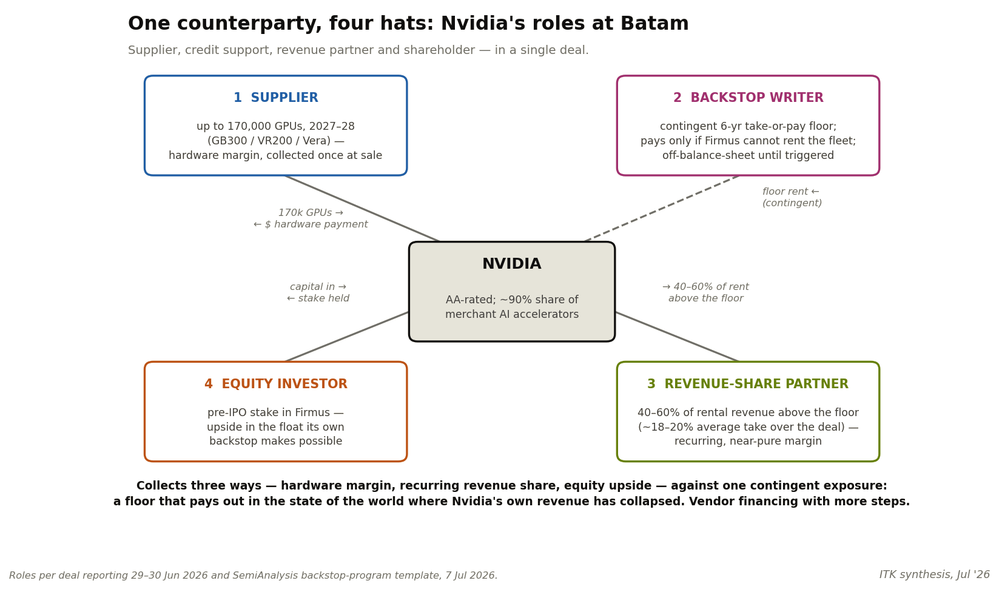 One counterparty, four hats: Nvidia's roles at Batam
Supplier, credit support, revenue partner and shareholder — in a single deal.
1 SUPPLIER
up to 170,000 GPUs, 2027–28
(GB300 / VR200 / Vera) —
hardware margin, collected once at sale
2 BACKSTOP WRITER
contingent 6-yr take-or-pay floor;
pays only if Firmus cannot rent the fleet;
off-balance-sheet until triggered
floor rent ←
(contingent)
170k GPUs →
← $ hardware payment
NVIDIA
AA-rated; ~90% share of
merchant AI accelerators
capital in →
← stake held
→ 40–60% of rent
above the floor
4 EQUITY INVESTOR
pre-IPO stake in Firmus —
upside in the float its own
backstop makes possible
3 REVENUE-SHARE PARTNER
40–60% of rental revenue above the floor
(~18–20% average take over the deal) —
recurring, near-pure margin
Collects three ways — hardware margin, recurring revenue share, equity upside — against one contingent exposure:
a floor that pays out in the state of the world where Nvidia's own revenue has collapsed. Vendor financing with more steps.
Roles per deal reporting 29–30 Jun 2026 and SemiAnalysis backstop-program template, 7 Jul 2026.
ITK synthesis, Jul '26